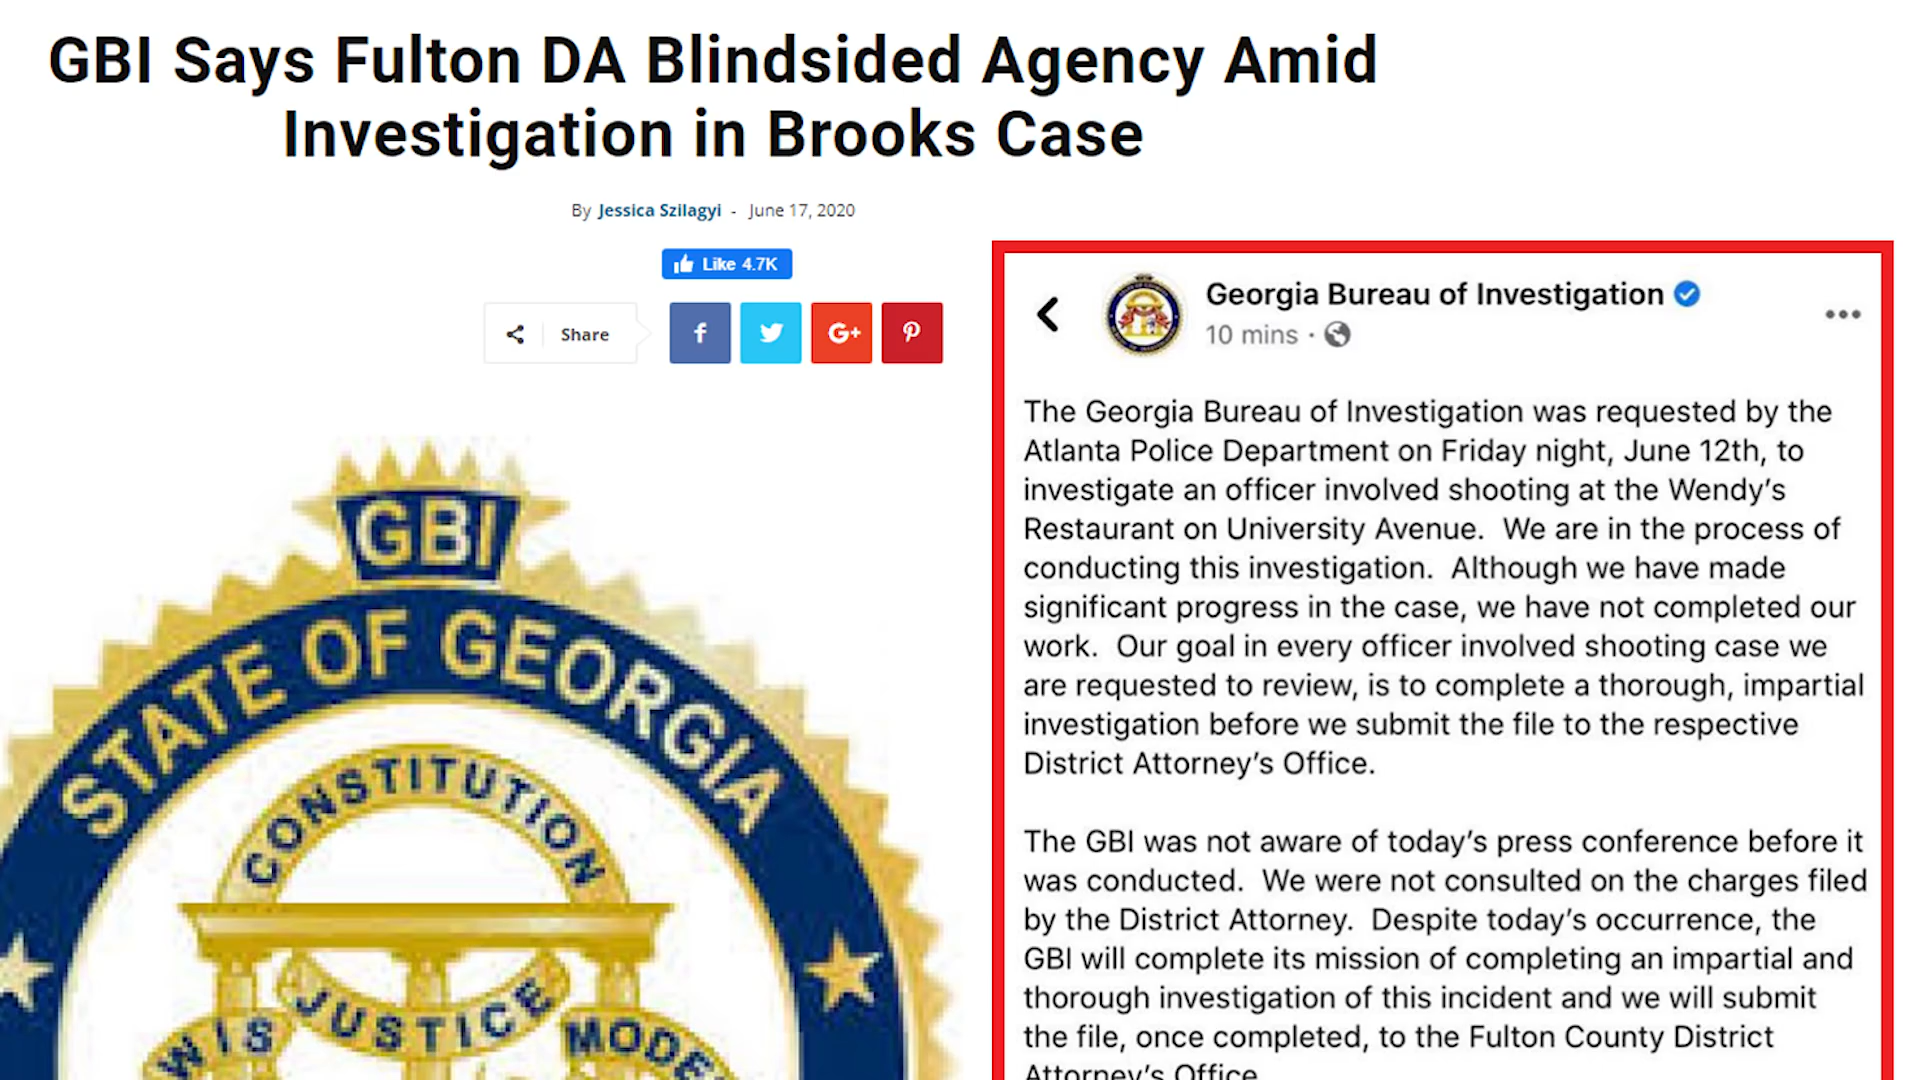 GBI Says Fulton DA Blindsided Agency Amid
Investigation in Brooks Case
By Jessica Szilagyi - June 17, 2020
Like 4.7K
Share
f
G+
GBI
STATE OF GEORGIA
CONSTITUTION
JUSTICE
WIS
MODE
Georgia Bureau of Investigation
10 mins ·
The Georgia Bureau of Investigation was requested by the
Atlanta Police Department on Friday night, June 12th, to
investigate an officer involved shooting at the Wendy's
Restaurant on University Avenue. We are in the process of
conducting this investigation. Although we have made
significant progress in the case, we have not completed our
work. Our goal in every officer involved shooting case we
are requested to review, is to complete a thorough, impartial
investigation before we submit the file to the respective
District Attorney's Office.
The GBI was not aware of today's press conference before it
was conducted. We were not consulted on the charges filed
by the District Attorney. Despite today's occurrence, the
GBI will complete its mission of completing an impartial and
thorough investigation of this incident and we will submit
the file, once completed, to the Fulton County District
Attorney's Office